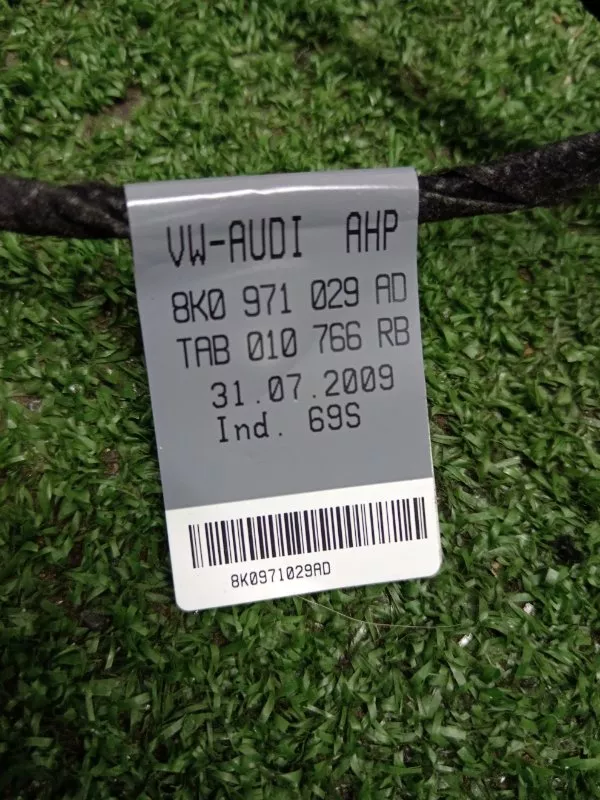 VW-AUDI AHP
8K0 971 029 AD
TAB 010 766 RB
31.07.2009
Ind. 69S
8K0971029AD